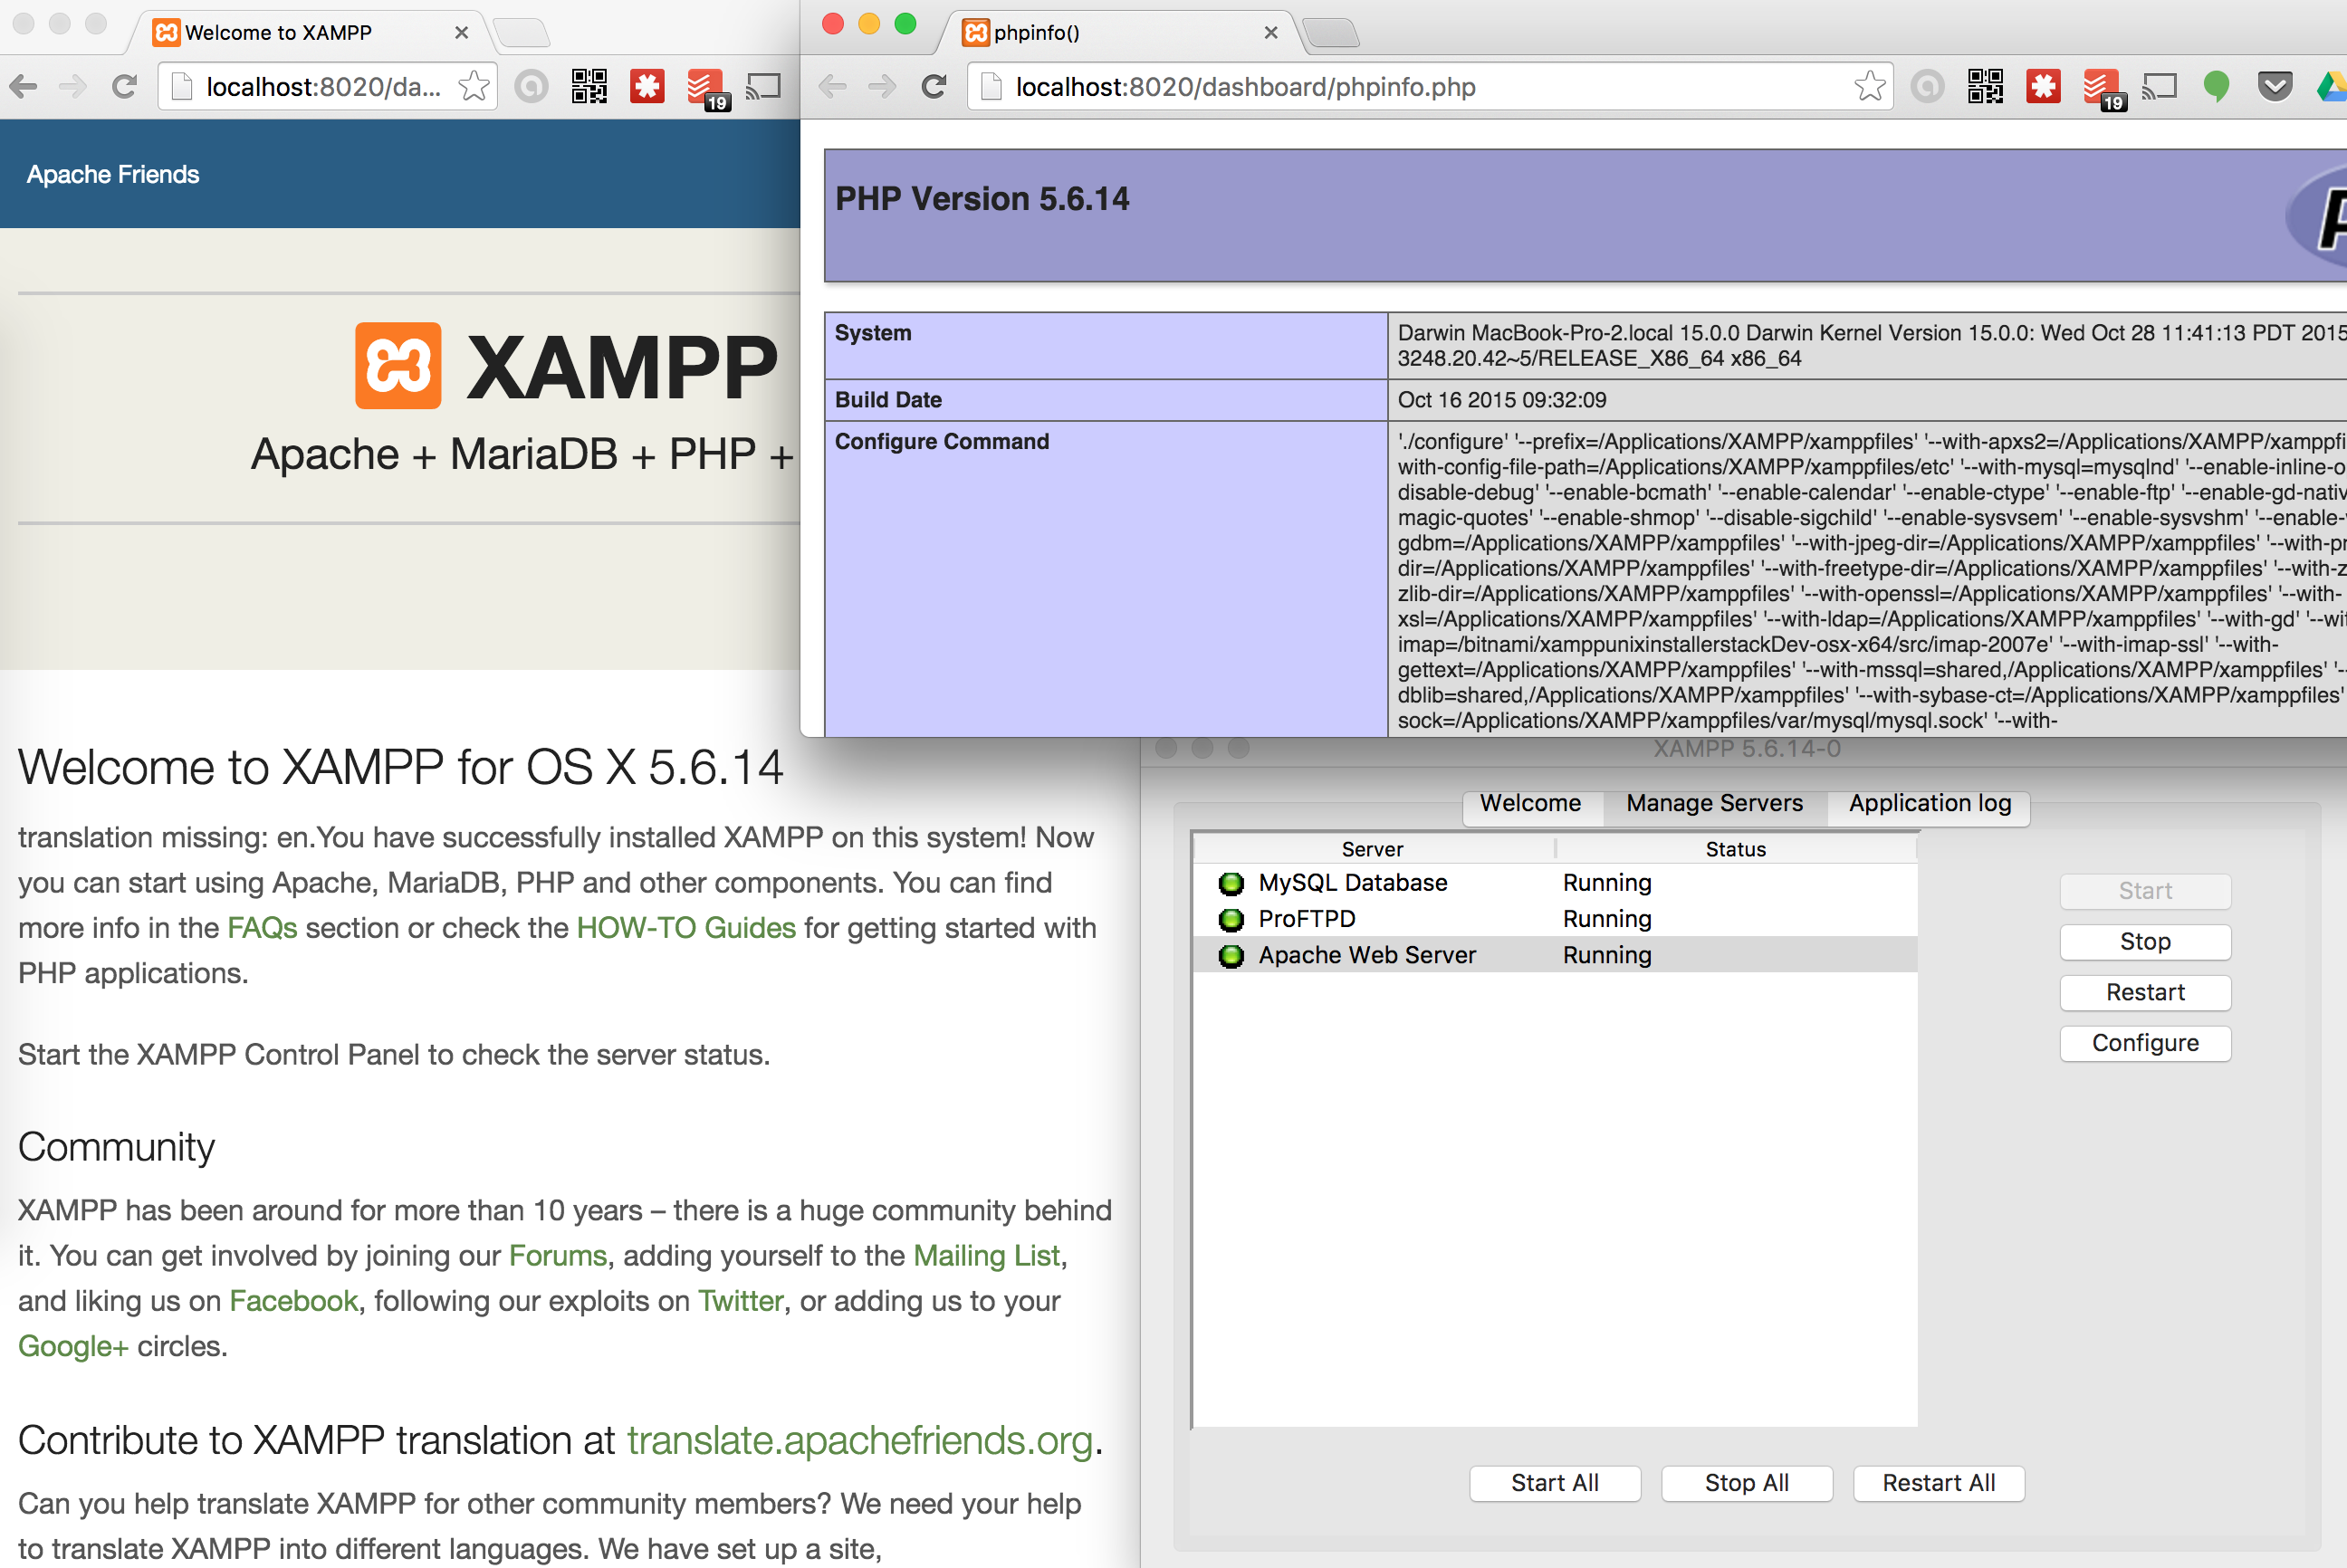 Welcome to XAMPP
localhost:8020/da...
19
Apache Friends
XAMPP
Apache + MariaDB + PHP +
Welcome to XAMPP for OS X 5.6.14
translation missing: en.You have successfully installed XAMPP on this system! Now
you can start using Apache, MariaDB, PHP and other components. You can find
more info in the FAQs section or check the HOW-TO Guides for getting started with
PHP applications.
Start the XAMPP Control Panel to check the server status.
Community
XAMPP has been around for more than 10 years – there is a huge community behind
it. You can get involved by joining our Forums, adding yourself to the Mailing List,
and liking us on Facebook, following our exploits on Twitter, or adding us to your
Google+ circles.
Contribute to XAMPP translation at translate.apachefriends.org.
Can you help translate XAMPP for other community members? We need your help
to translate XAMPP into different languages. We have set up a site,
phpinfo()
localhost:8020/dashboard/phpinfo.php
19
PHP Version 5.6.14
System
Darwin MacBook-Pro-2.local 15.0.0 Darwin Kernel Version 15.0.0: Wed Oct 28 11:41:13 PDT 2015
3248.20.42~5/RELEASE_X86_64 x86_64
Build Date
Oct 16 2015 09:32:09
Configure Command
'./configure' '--prefix=/Applications/XAMPP/xamppfiles' '--with-apxs2=/Applications/XAMPP/xamppfi
with-config-file-path=/Applications/XAMPP/xamppfiles/etc' '--with-mysql=mysqlnd' '--enable-inline-o
disable-debug' '--enable-bcmath' '--enable-calendar' '--enable-ctype' '--enable-ftp' '--enable-gd-nativ
magic-quotes' '--enable-shmop' '--disable-sigchild' '--enable-sysvsem' '--enable-sysvshm' '--enable-
gdbm=/Applications/XAMPP/xamppfiles' '--with-jpeg-dir=/Applications/XAMPP/xamppfiles' '--with-
dir=/Applications/XAMPP/xamppfiles' '--with-freetype-dir=/Applications/XAMPP/xamppfiles' '--with-z
zlib-dir=/Applications/XAMPP/xamppfiles' '--with-openssl=/Applications/XAMPP/xamppfiles' '--with-
xsl=/Applications/XAMPP/xamppfiles' '--with-ldap=/Applications/XAMPP/xamppfiles' '--with-gd' '--wi
imap=/bitnami/xamppunixinstallerstackDev-osx-x64/src/imap-2007e' '--with-imap-ssl' '--with-
gettext=/Applications/XAMPP/xamppfiles' '--with-mssql=shared,/Applications/XAMPP/xamppfiles' '--
dblib=shared,/Applications/XAMPP/xamppfiles' '--with-sybase-ct=/Applications/XAMPP/xamppfiles'
sock=/Applications/XAMPP/xamppfiles/var/mysql/mysql.sock' '--with-
XAMPP 5.6.14-0
Welcome
Manage Servers
Application log
Server
Status
MySQL Database
Running
ProFTPD
Running
Apache Web Server
Running
Start
Stop
Restart
Configure
Start All
Stop All
Restart All